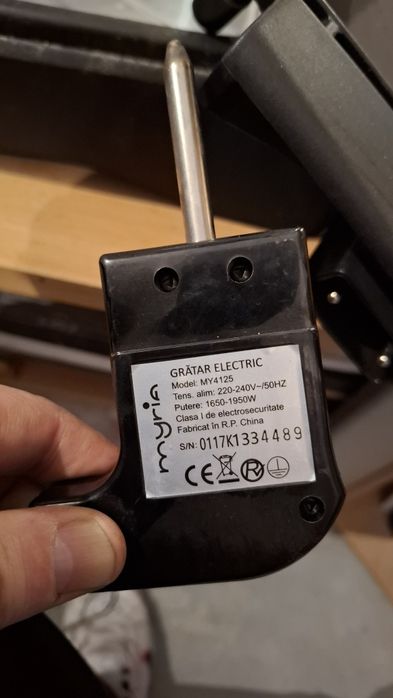 GRĂTAR ELECTRIC
Model: MY4125
Tens. alim: 220-240V~/50HZ
Putere: 1650-1950W
Clasa I de electrosecuritate
Fabricat în R.P. China
S/N: 0117K1334489
myria
CE